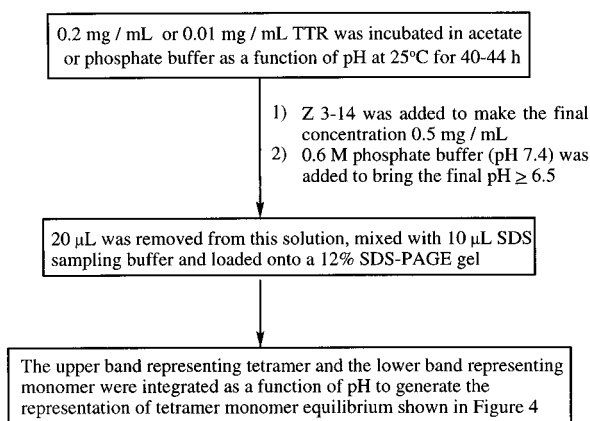 0.2 mg / mL or 0.01 mg / mL TTR was incubated in acetate
or phosphate buffer as a function of pH at 25°C for 40-44 h
1) Z 3-14 was added to make the final
concentration 0.5 mg / mL
2) 0.6 M phosphate buffer (pH 7.4) was
added to bring the final pH ≥ 6.5
20 μL was removed from this solution, mixed with 10 μL SDS
sampling buffer and loaded onto a 12% SDS-PAGE gel
The upper band representing tetramer and the lower band representing
monomer were integrated as a function of pH to generate the
representation of tetramer monomer equilibrium shown in Figure 4